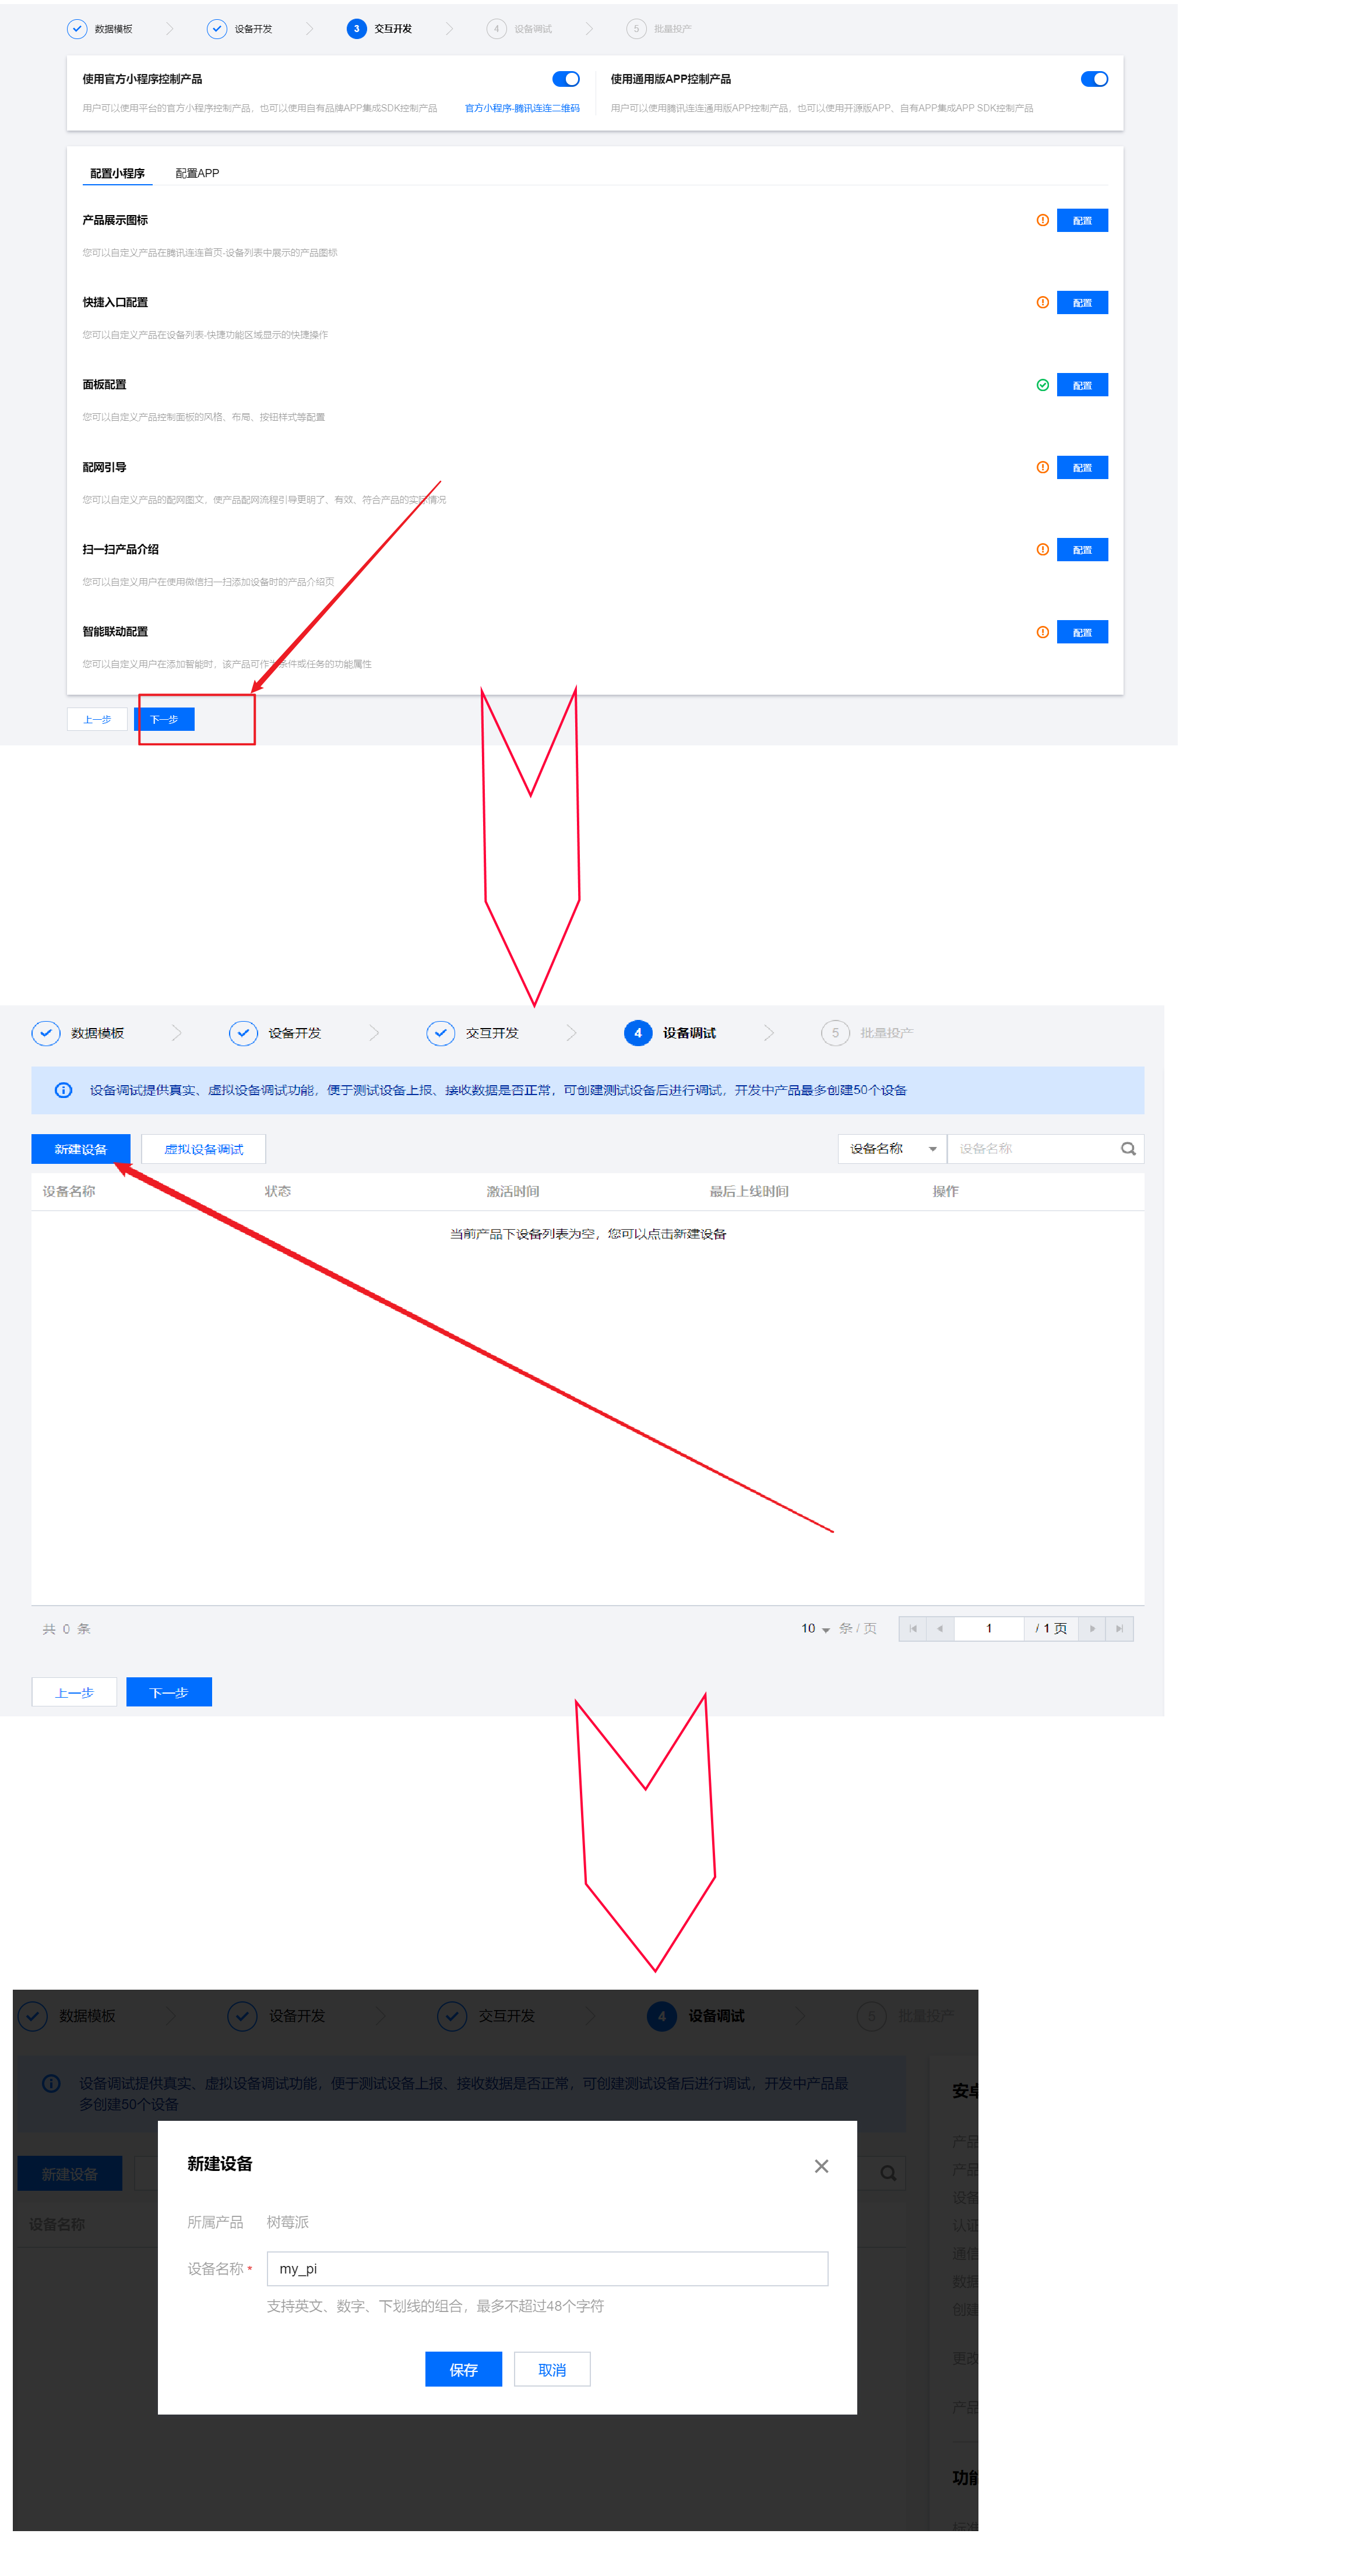 数据模板
设备开发
3 交互开发
4 设备调试
5 批量投产
使用官方小程序控制产品
用户可以使用平台的官方小程序控制产品，也可以使用自有品牌APP集成SDK控制产品
官方小程序-腾讯连连二维码
使用通用版APP控制产品
用户可以使用腾讯连连通用版APP控制产品，也可以使用开源版APP、自有APP集成APP SDK控制产品
配置小程序 配置APP
产品展示图标 配置
您可以自定义产品在腾讯连连首页-设备列表中展示的产品图标
快捷入口配置 配置
您可以自定义产品在设备列表-快捷功能区域显示的快捷操作
面板配置 配置
您可以自定义产品控制面板的风格、布局、按钮样式等配置
配网引导 配置
您可以自定义产品的配网图文，使产品配网流程引导更明了、有效、符合产品的实际情况
扫一扫产品介绍 配置
您可以自定义用户在使用微信扫一扫添加设备时的产品介绍页
智能联动配置 配置
您可以自定义用户在添加智能时，该产品可作为条件或任务的功能属性
上一步 下一步
数据模板
设备开发
交互开发
4 设备调试
5 批量投产
设备调试提供真实、虚拟设备调试功能，便于测试设备上报、接收数据是否正常，可创建测试设备后进行调试，开发中产品最多创建50个设备
新建设备 虚拟设备调试 设备名称 设备名称
设备名称 状态 激活时间 最后上线时间 操作
当前产品下设备列表为空，您可以点击新建设备
共 0 条 10 条 / 页 1 / 1 页
上一步 下一步
数据模板
设备开发
交互开发
4 设备调试
5 批量投产
设备调试提供真实、虚拟设备调试功能，便于测试设备上报、接收数据是否正常，可创建测试设备后进行调试，开发中产品最
多创建50个设备
新建设备
设备名称
新建设备
所属产品 树莓派
设备名称 * my_pi
支持英文、数字、下划线的组合，最多不超过48个字符
保存 取消
安卓
产品
产品
设备
认证
通信
数据
创建
更改
产品
功能
标准